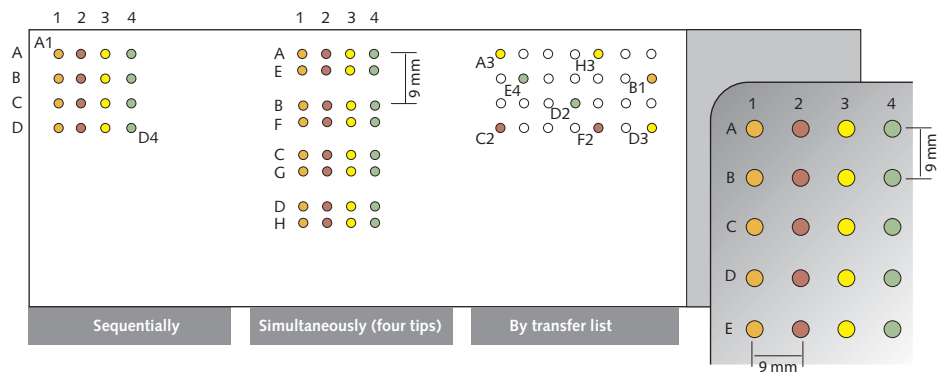 1 2 3 4
A1
A
B
C
D
D4
1 2 3 4
A
E
B
F
C
G
D
H
9 mm
A3
H3
E4
B1
D2
C2
F2
D3
1 2 3 4
A
B
C
D
E
9 mm
9 mm
Sequentially
Simultaneously (four tips)
By transfer list